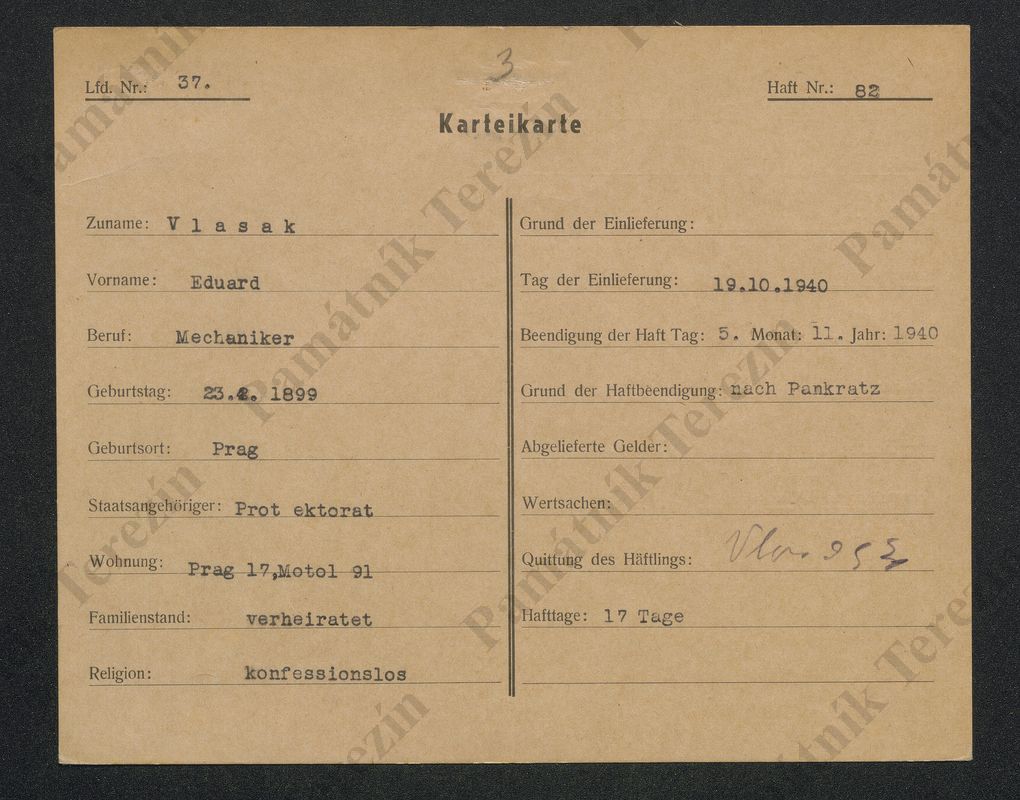 3
Lfd. Nr.: 37.
Haft Nr.: 82
Karteikarte
Zuname: Vlasak
Vorname: Eduard
Beruf: Mechaniker
Geburtstag: 23.2. 1899
Geburtsort: Prag
Staatsangehöriger: Prot ektorat
Wohnung: Prag 17,Motol 91
Familienstand: verheiratet
Religion: konfessionslos
Grund der Einlieferung:
Tag der Einlieferung: 19.10.1940
Beendigung der Haft Tag: 5. Monat: 11. Jahr: 1940
Grund der Haftbeendigung: nach Pankratz
Abgelieferte Gelder:
Wertsachen:
Quittung des Häftlings:
Hafttage: 17 Tage
Památník Terezín